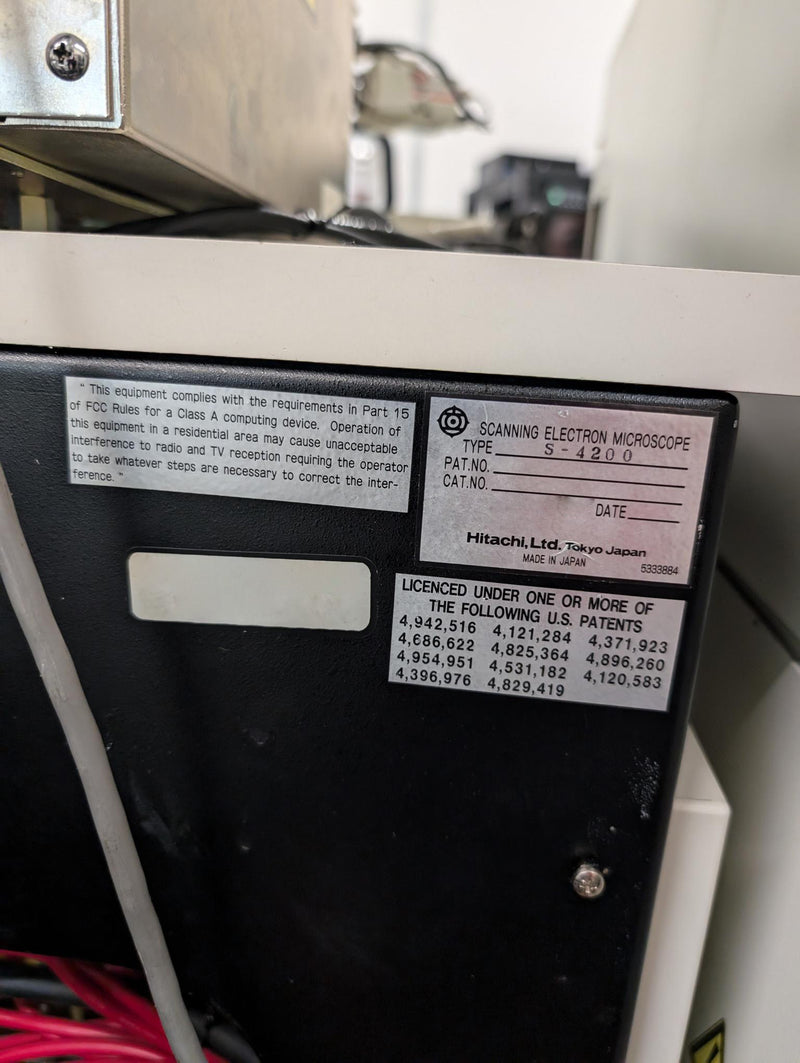 " This equipment complies with the requirements in Part 15
of FCC Rules for a Class A computing device. Operation of
this equipment in a residential area may cause unacceptable
interference to radio and TV reception requiring the operator
to take whatever steps are necessary to correct the inter-
ference. "
SCANNING ELECTRON MICROSCOPE
TYPE S-4200
PAT.NO.
CAT.NO.
DATE
Hitachi, Ltd. Tokyo Japan
MADE IN JAPAN 5333884
LICENCED UNDER ONE OR MORE OF
THE FOLLOWING U.S. PATENTS
4,942,516 4,121,284 4,371,923
4,686,622 4,825,364 4,896,260
4,954,951 4,531,182 4,120,583
4,396,976 4,829,419